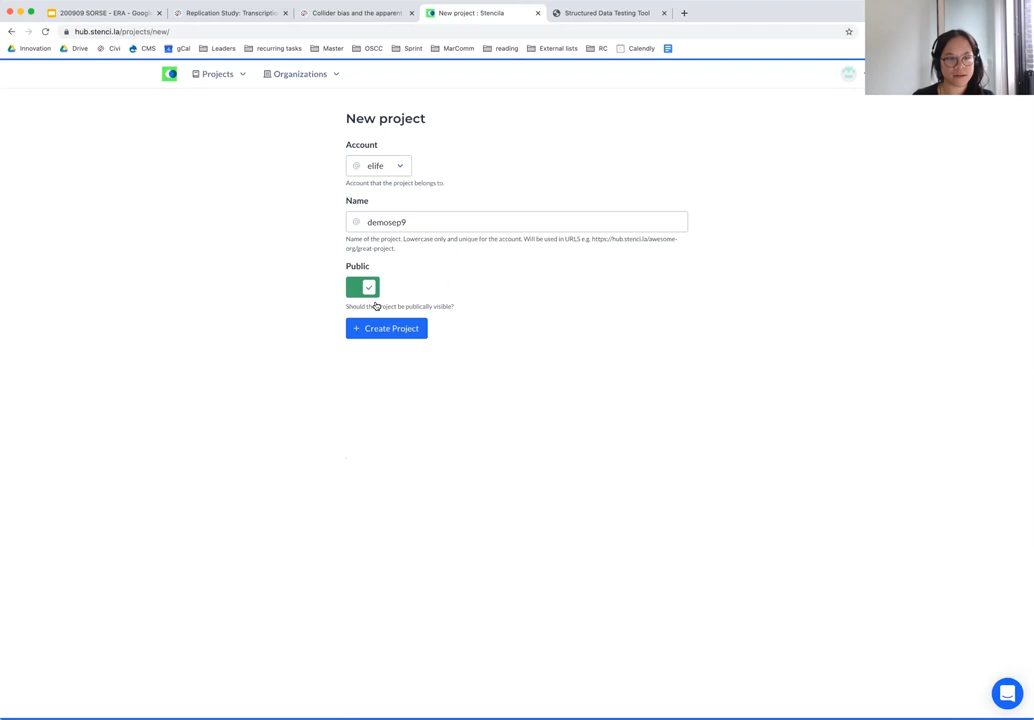 200909 SORSE - ERA - Google
Replication Study: Transcriptio
Collider bias and the apparent
New project : Stencila
Structured Data Testing Tool
hub.stenci.la/projects/new/
Innovation Drive Civi CMS gCal Leaders recurring tasks Master OSCC Sprint MarComm reading External lists RC Calendly
Projects Organizations
New project
Account
@ elife
Account that the project belongs to.
Name
@ demosep9
Name of the project. Lowercase only and unique for the account. Will be used in URLS e.g. https://hub.stenci.la/awesome-
org/great-project.
Public
Should the project be publically visible?
+ Create Project